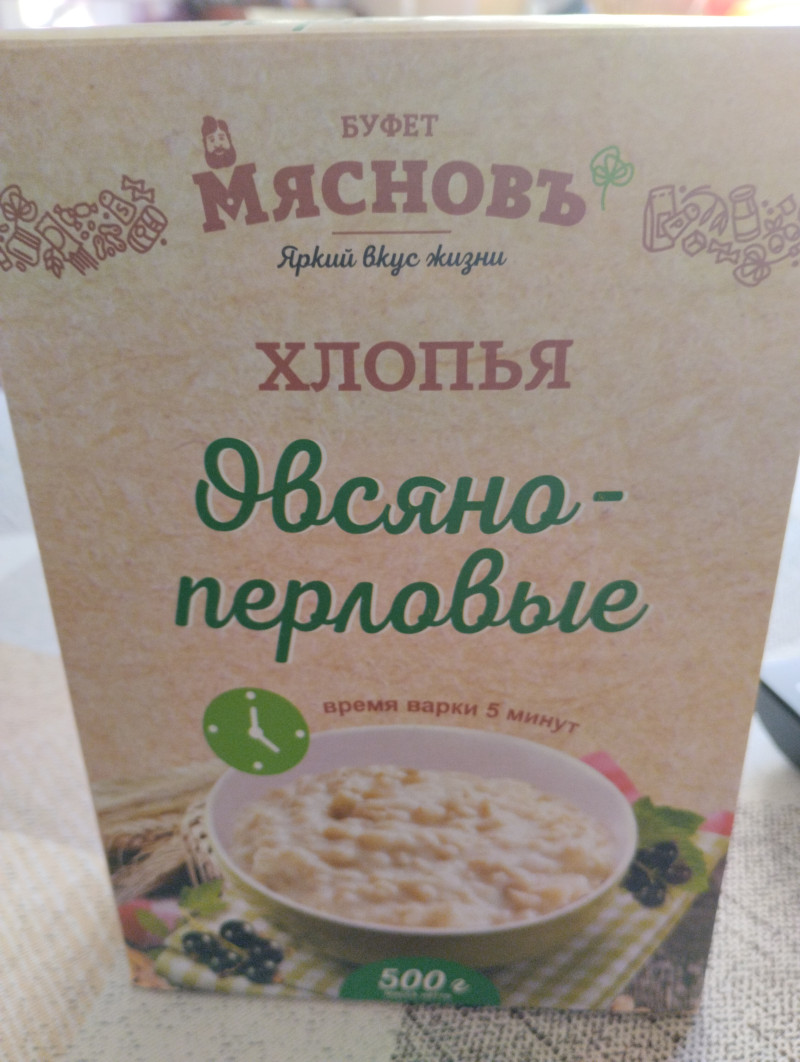 БУФЕТ
МЯСНОВЪ
Яркий вкус жизни
ХЛОПЬЯ
Овсяно-
перловые
время варки 5 минут
500 г